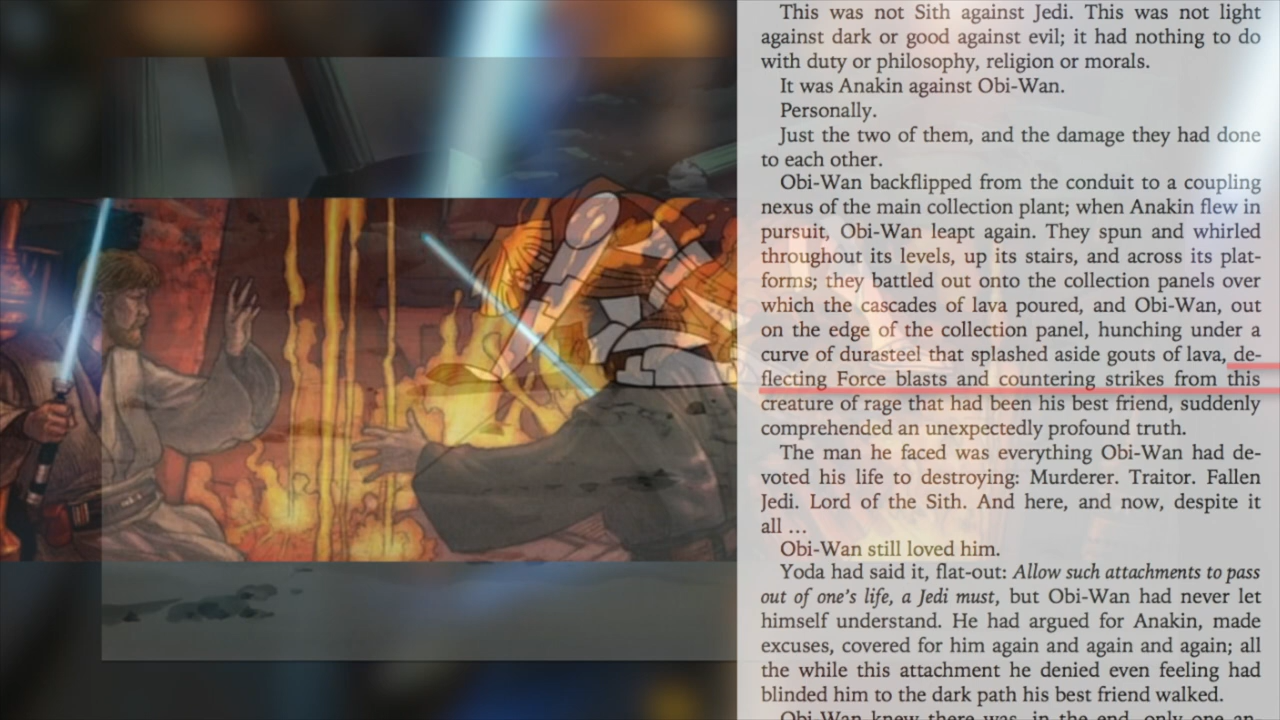 This was not Sith against Jedi. This was not light
against dark or good against evil; it had nothing to do
with duty or philosophy, religion or morals.
It was Anakin against Obi-Wan.
Personally.
Just the two of them, and the damage they had done
to each other.
Obi-Wan backflipped from the conduit to a coupling
nexus of the main collection plant; when Anakin flew in
pursuit, Obi-Wan leapt again. They spun and whirled
throughout its levels, up its stairs, and across its plat-
forms; they battled out onto the collection panels over
which the cascades of lava poured, and Obi-Wan, out
on the edge of the collection panel, hunching under a
curve of durasteel that splashed aside gouts of lava, de-
flecting Force blasts and countering strikes from this
creature of rage that had been his best friend, suddenly
comprehended an unexpectedly profound truth.
The man he faced was everything Obi-Wan had de-
voted his life to destroying: Murderer. Traitor. Fallen
Jedi. Lord of the Sith. And here, and now, despite it
all ...
Obi-Wan still loved him.
Yoda had said it, flat-out: Allow such attachments to pass
out of one's life, a Jedi must, but Obi-Wan had never let
himself understand. He had argued for Anakin, made
excuses, covered for him again and again and again; all
the while this attachment he denied even feeling had
blinded him to the dark path his best friend walked.
Obi-Wan knew there was, in the end, only one an-